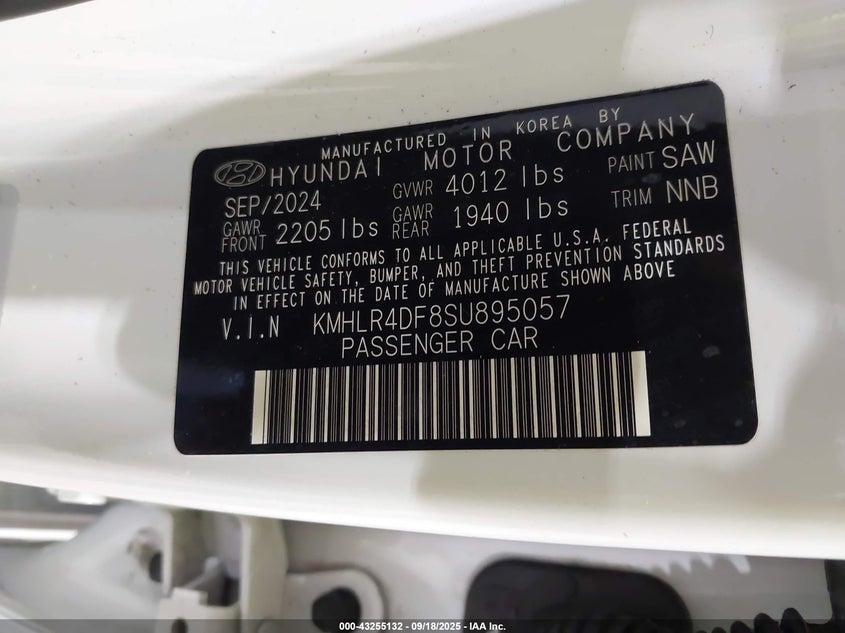 MANUFACTURED IN KOREA BY
HYUNDAI MOTOR COMPANY
SEP/2024 GVWR 4012 lbs PAINT SAW
GAWR FRONT 2205 lbs GAWR REAR 1940 lbs TRIM NNB
THIS VEHICLE CONFORMS TO ALL APPLICABLE U.S.A. FEDERAL
MOTOR VEHICLE SAFETY, BUMPER, AND THEFT PREVENTION STANDARDS
IN EFFECT ON THE DATE OF MANUFACTURE SHOWN ABOVE
V.I.N KMHLR4DF8SU895057
PASSENGER CAR
000-43255132 - 09/18/2025 - IAA Inc.